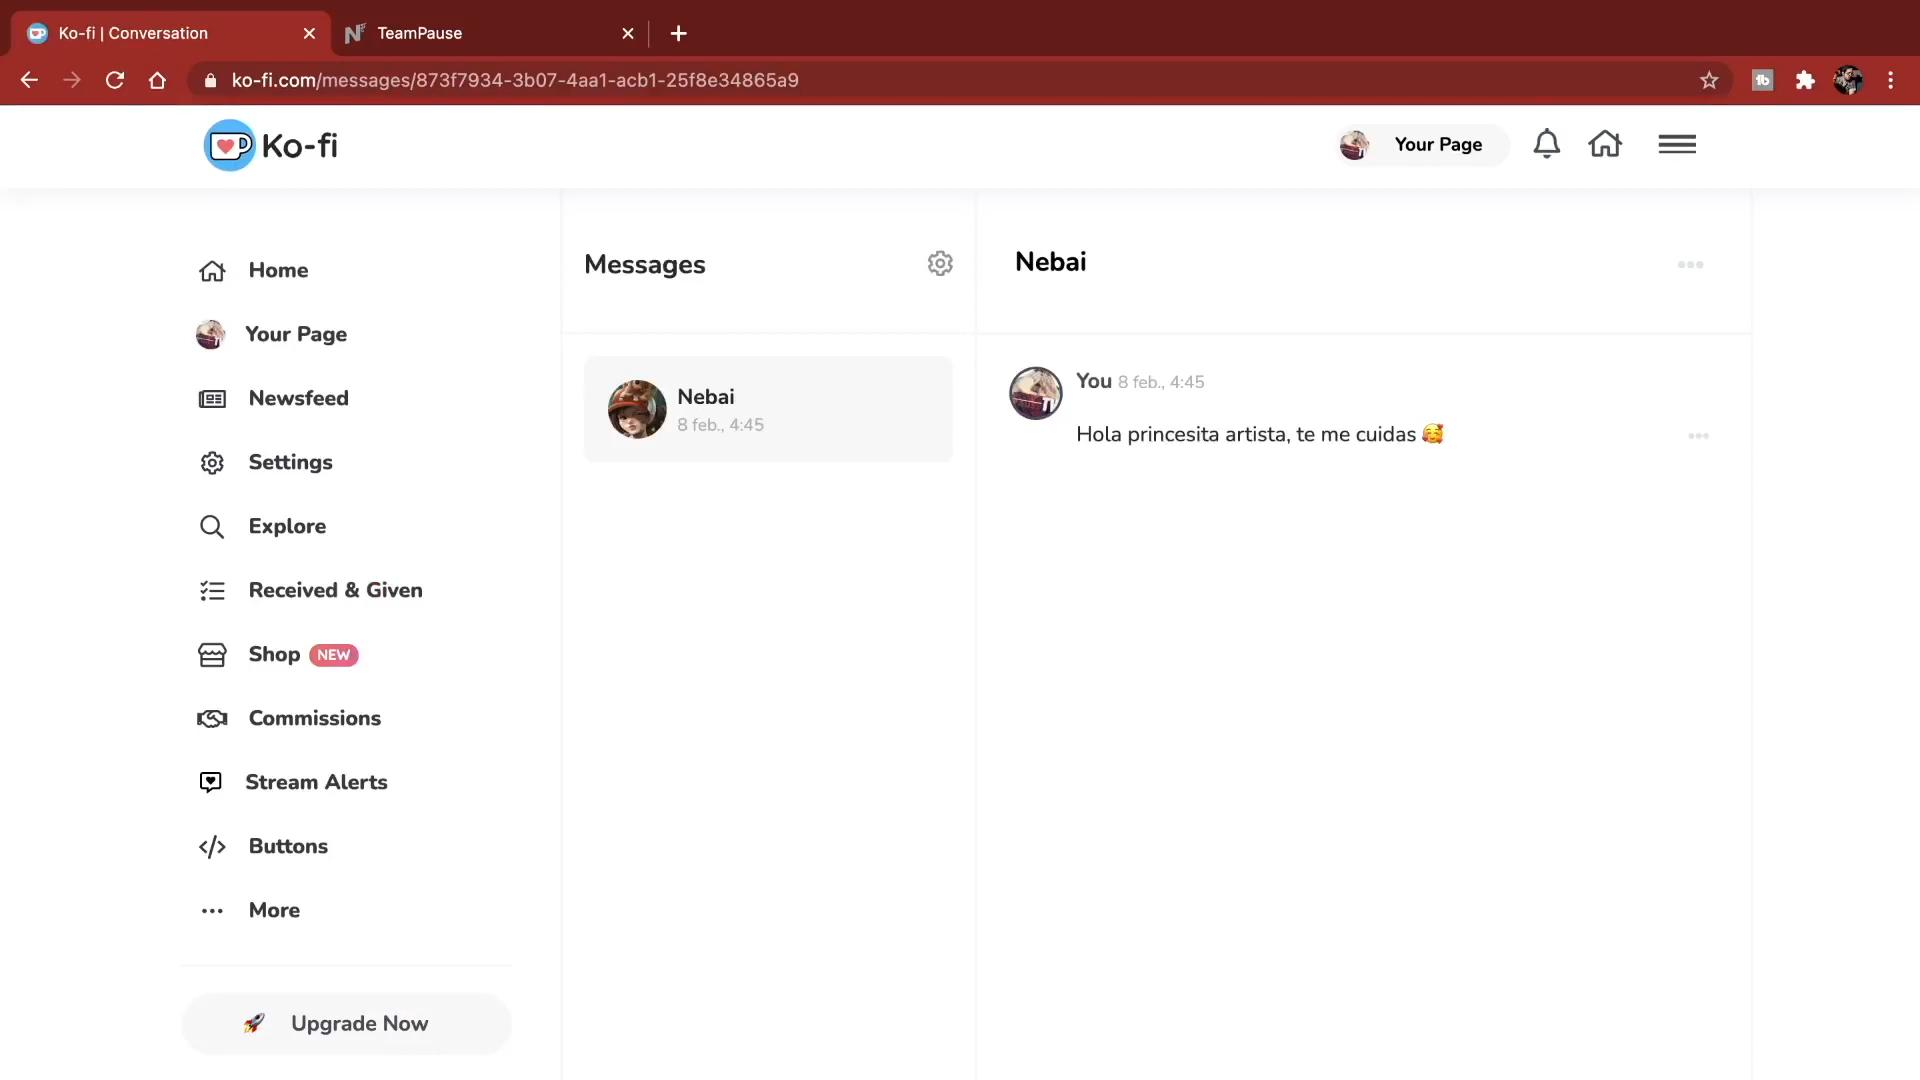 Ko-fi | Conversation
TeamPause
ko-fi.com/messages/873f7934-3b07-4aa1-acb1-25f8e34865a9
Ko-fi
Your Page
Home
Your Page
Newsfeed
Settings
Explore
Received & Given
Shop NEW
Commissions
Stream Alerts
Buttons
More
Upgrade Now
Messages
Nebai
8 feb., 4:45
Nebai
You 8 feb., 4:45
Hola princesita artista, te me cuidas 🥰